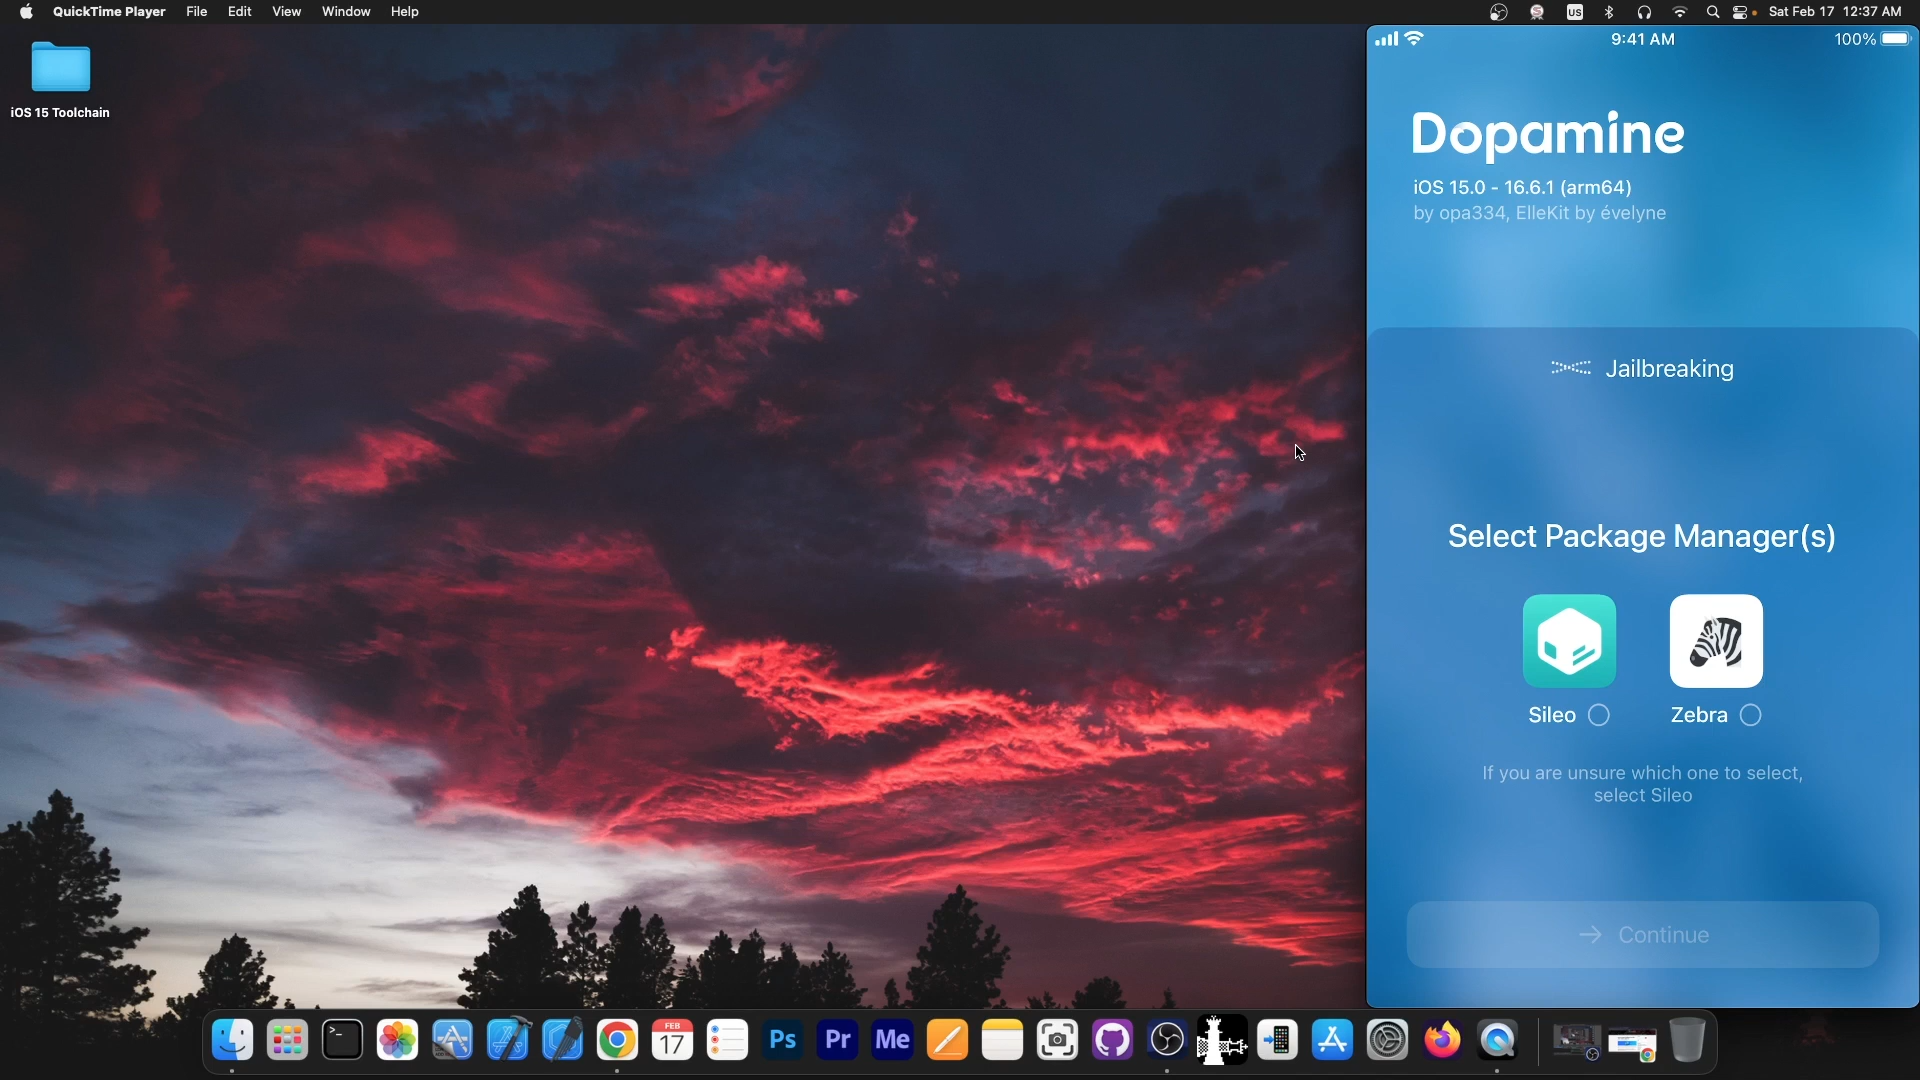 QuickTime Player File Edit View Window Help US Sat Feb 17 12:37 AM
iOS 15 Toolchain
9:41 AM 100%
Dopamine
iOS 15.0 - 16.6.1 (arm64)
by opa334, ElleKit by évelyne
Jailbreaking
Select Package Manager(s)
Sileo Zebra
If you are unsure which one to select,
select Sileo
Continue
>_ FEB 17 Ps Pr Me